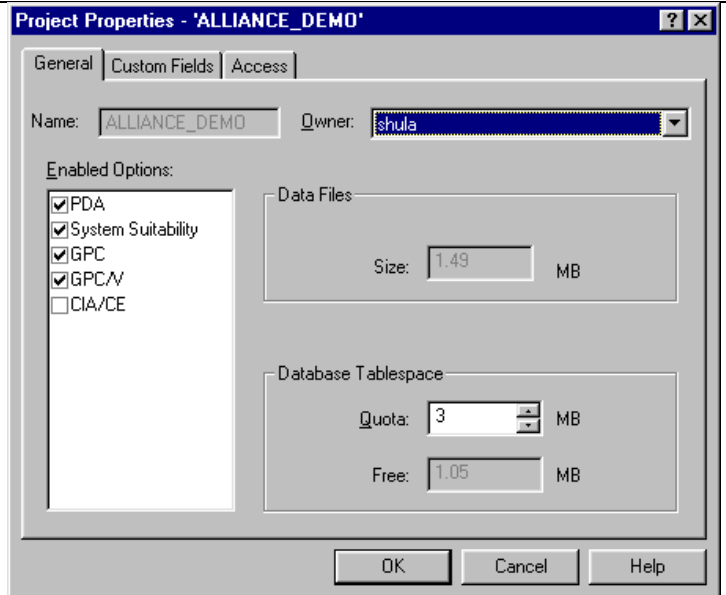 Project Properties - 'ALLIANCE_DEMO'
General Custom Fields Access
Name: ALLIANCE_DEMO Owner: shula
Enabled Options:
PDA
System Suitability
GPC
GPC/V
CIA/CE
Data Files
Size: 1.49 MB
Database Tablespace
Quota: 3 MB
Free: 1.05 MB
OK Cancel Help